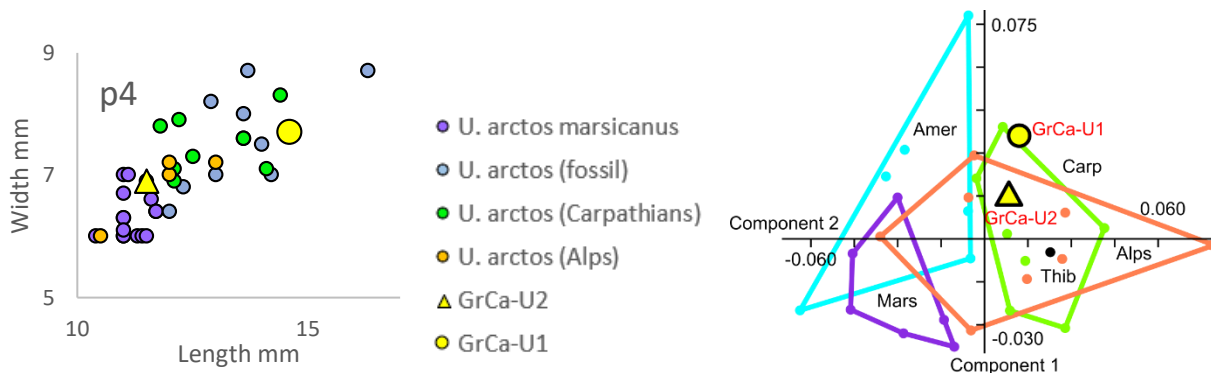 9
p4
7
5
10
15
Width mm
Length mm
U. arctos marsicanus
U. arctos (fossil)
U. arctos (Carpathians)
U. arctos (Alps)
GrCa-U2
GrCa-U1
0.075
Amer
GrCa-U1
Carp
GrCa-U2
0.060
Component 2
-0.060
Alps
Thib
Mars
-0.030
Component 1